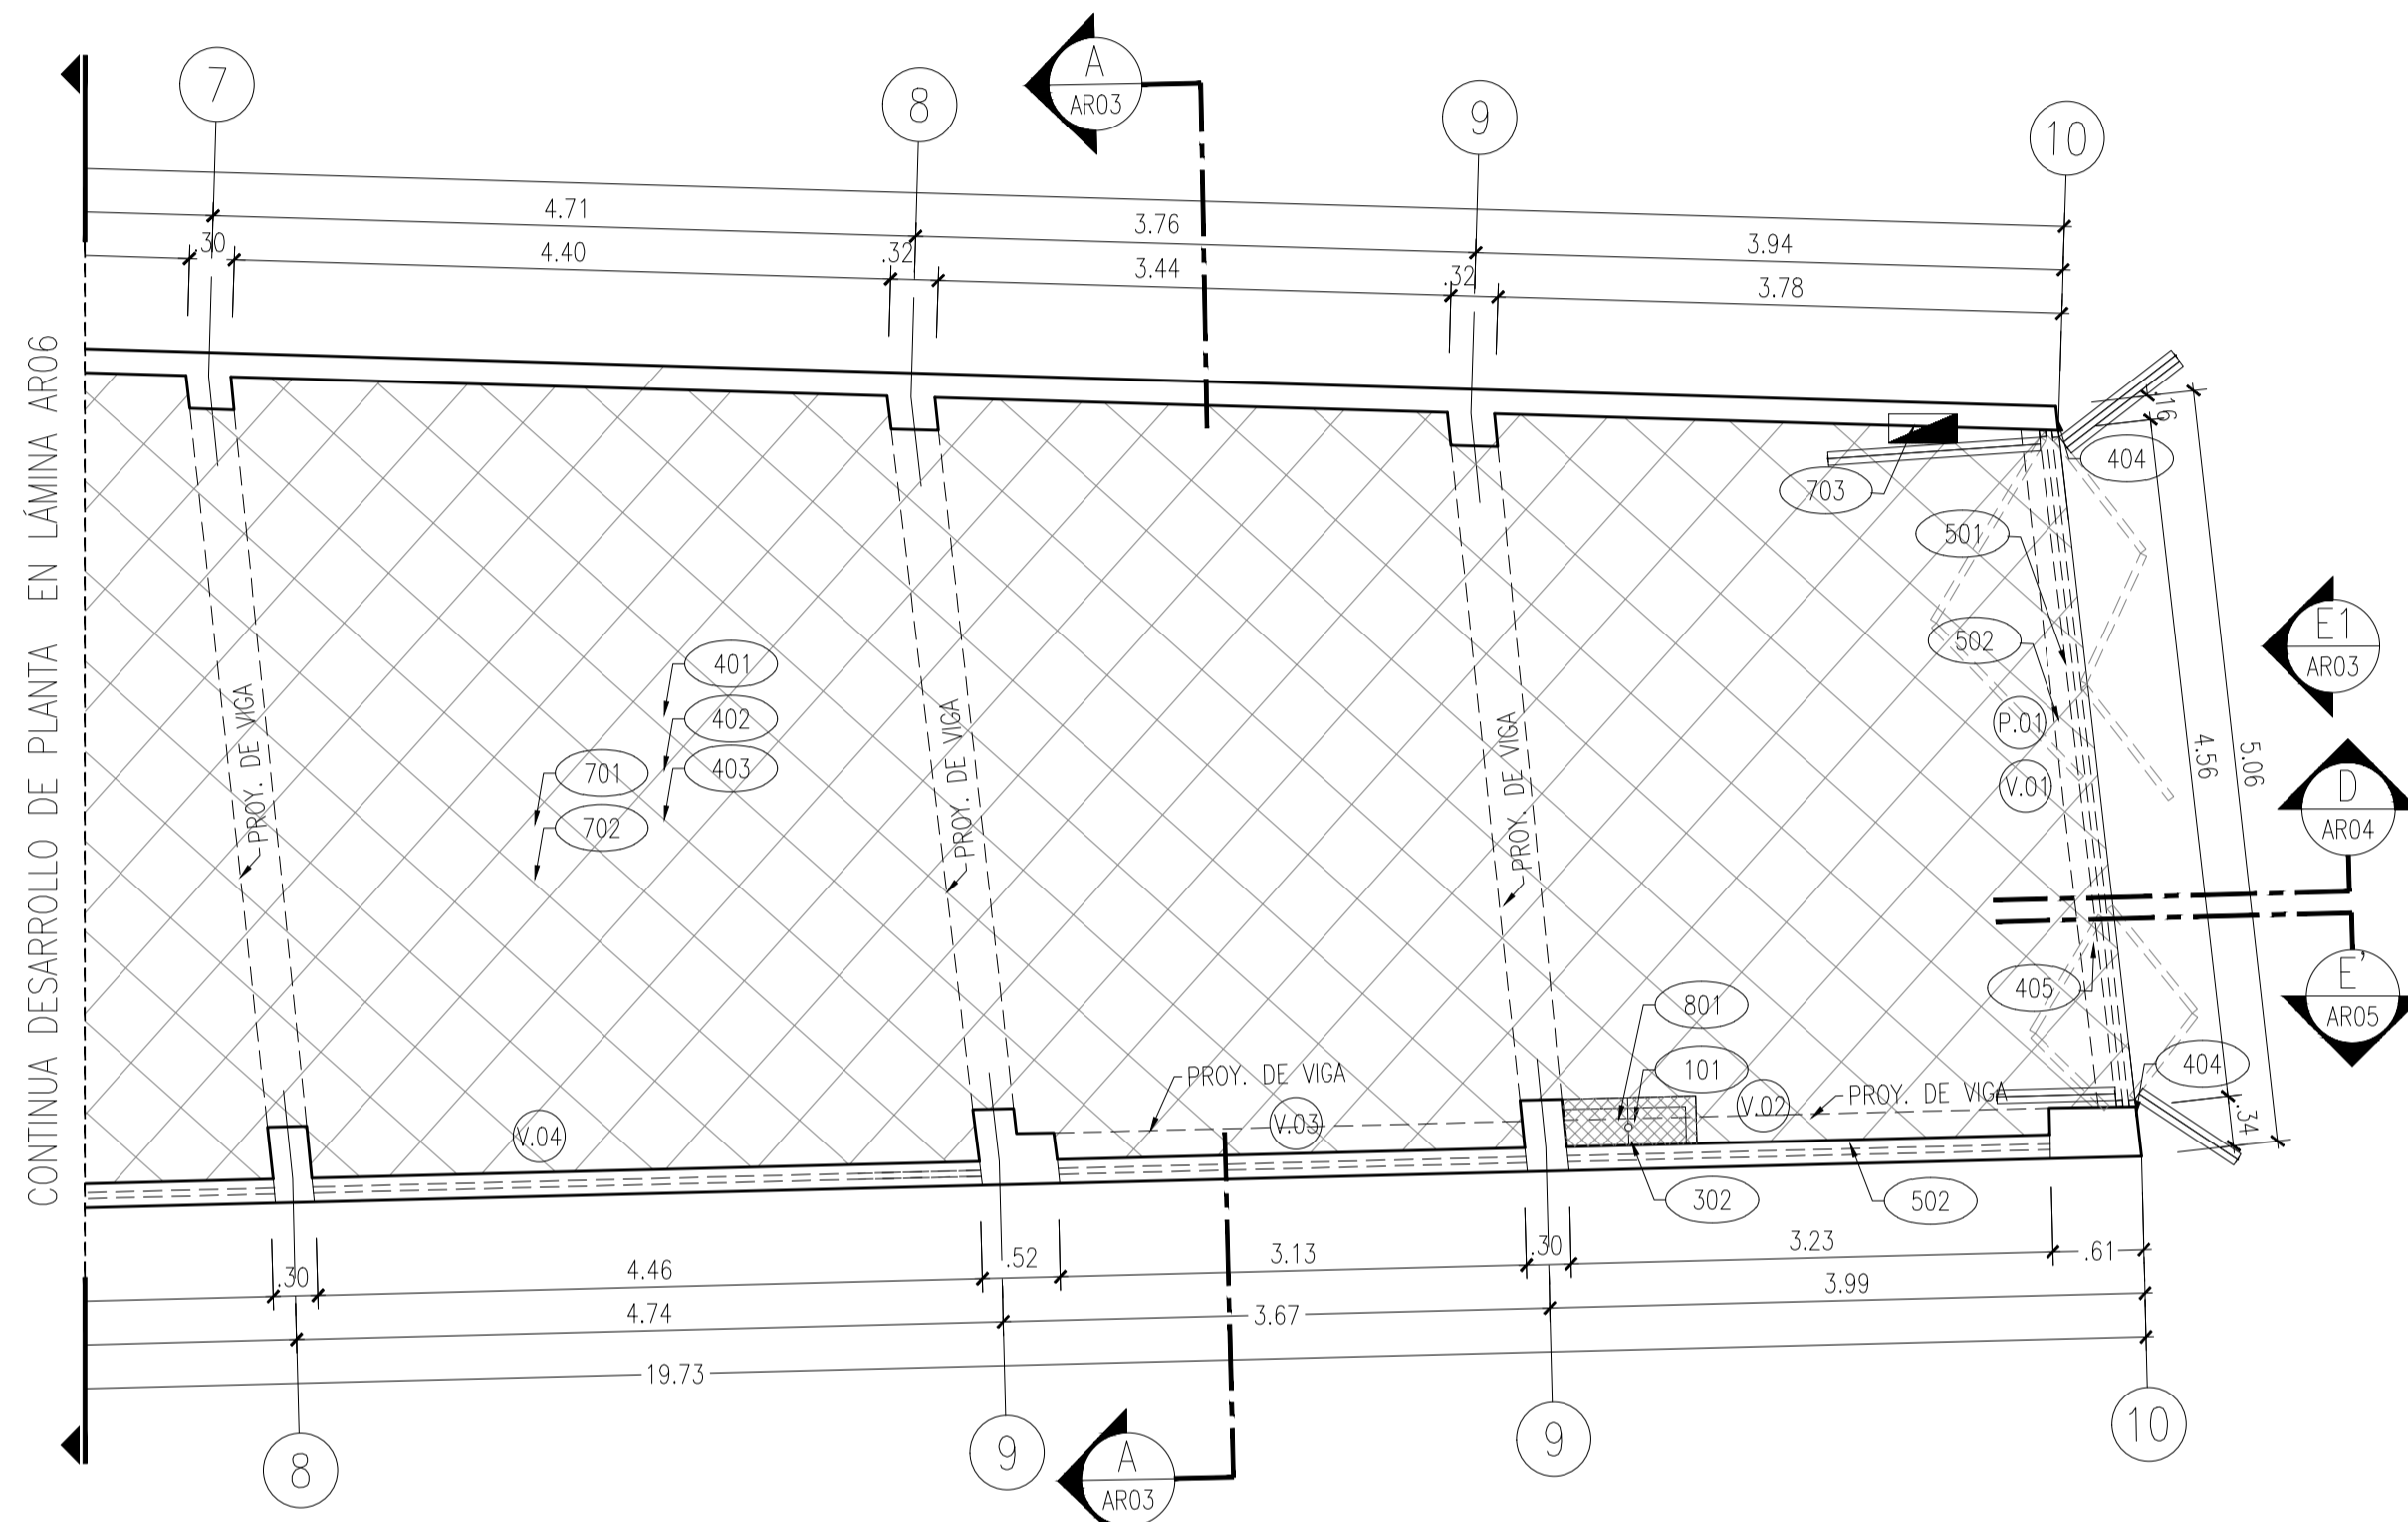 7
8
A
AR03
9
10
4.71
3.76
3.94
.30
4.40
.32
3.44
.32
3.78
CONTINUA DESARROLLO DE PLANTA EN LÁMINA AR06
.16
404
703
501
502
E1
AR03
401
402
403
701
702
PROY. DE VIGA
PROY. DE VIGA
PROY. DE VIGA
P.01
V.01
4.56
5.06
D
AR04
405
E'
AR05
801
101
404
PROY. DE VIGA
V.03
V.02
PROY. DE VIGA
V.04
.34
302
502
.30
4.46
.52
3.13
.30
3.23
.61
4.74
3.67
3.99
19.73
8
9
A
AR03
9
10